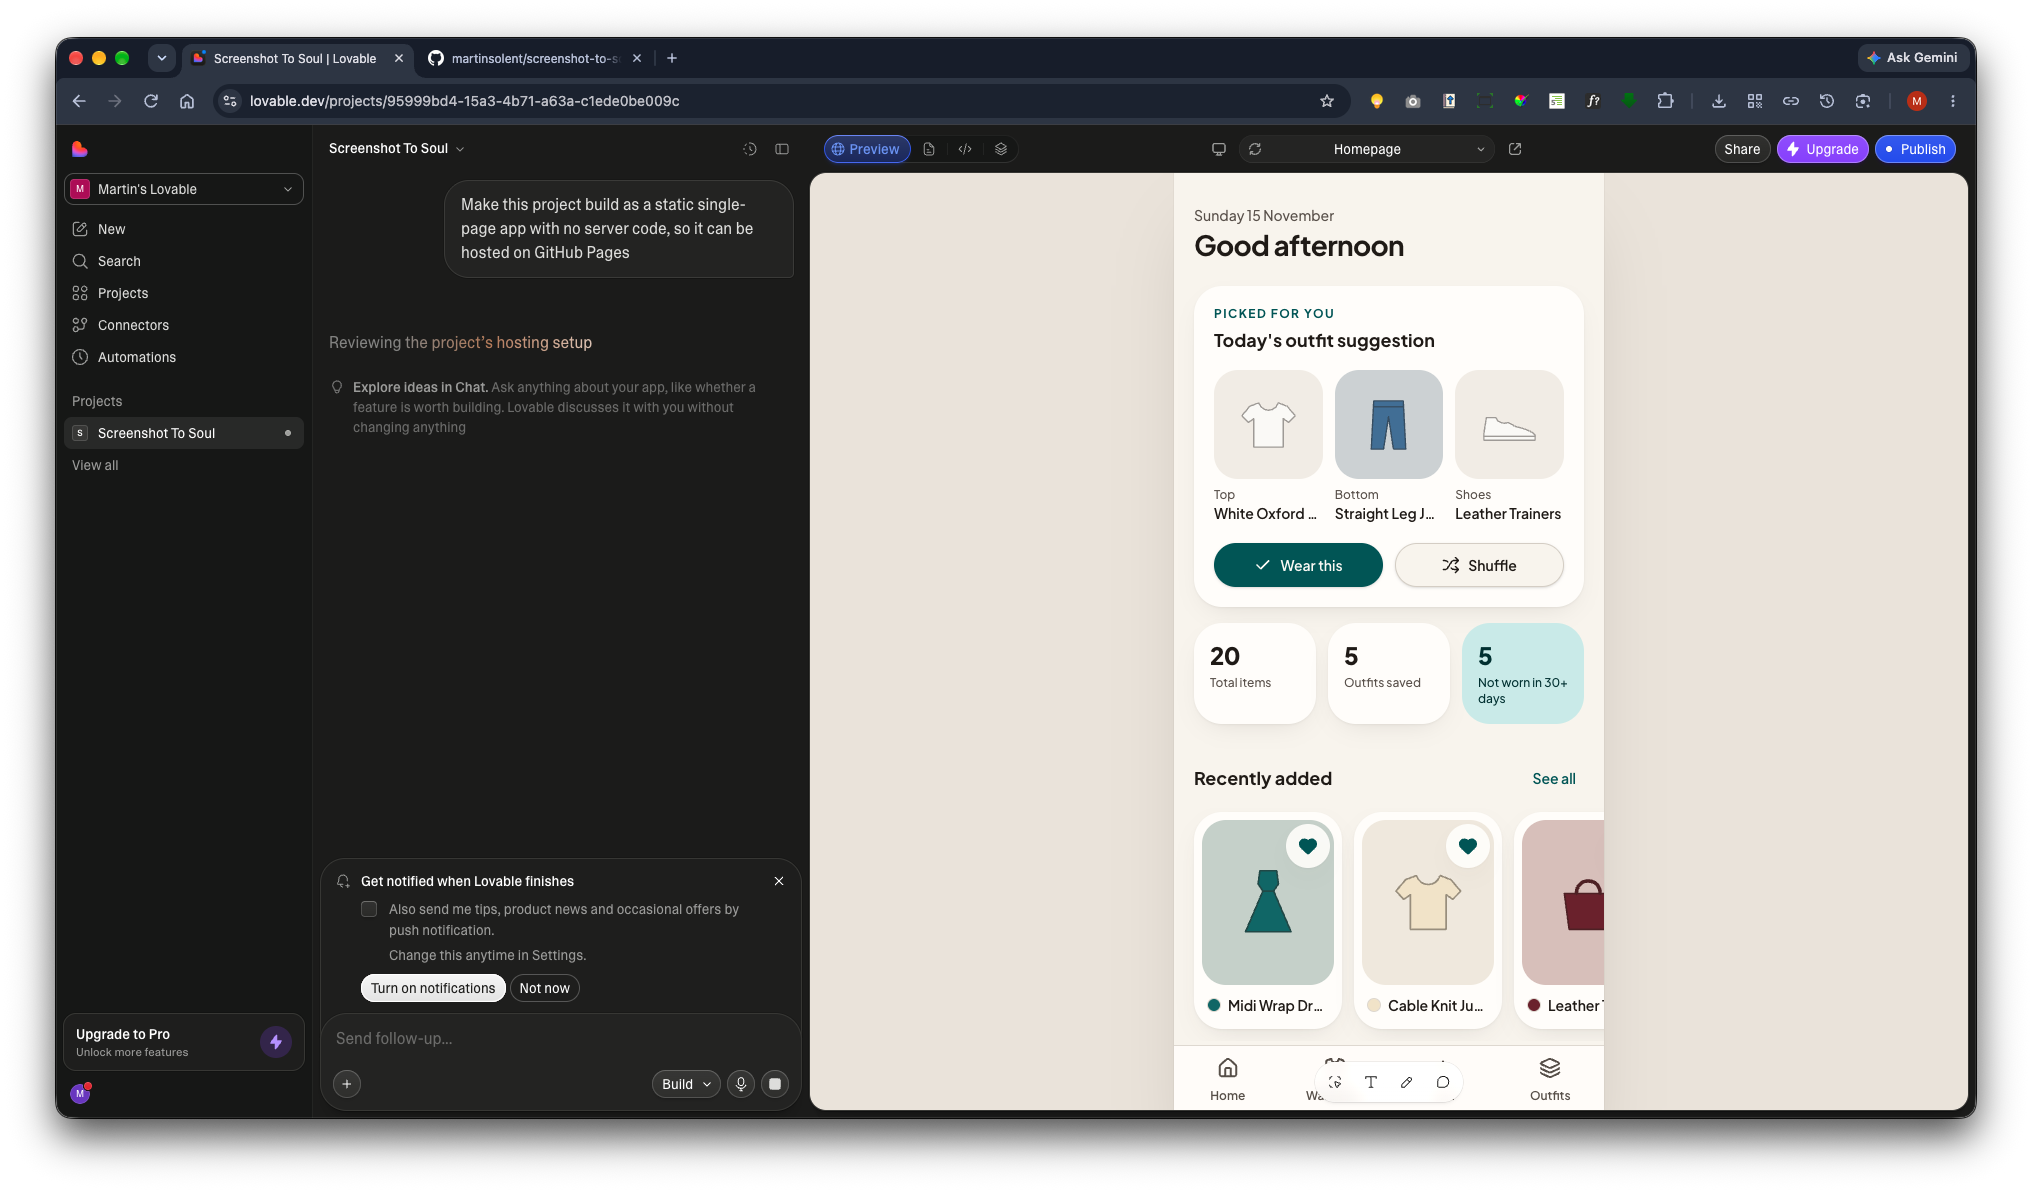 Screenshot To Soul | Lovable
martinsolent/screenshot-to-s
Ask Gemini
lovable.dev/projects/95999bd4-15a3-4b71-a63a-c1ede0be009c
M
Screenshot To Soul
Preview
Homepage
Share
Upgrade
Publish
M
Martin's Lovable
New
Search
Projects
Connectors
Automations
Projects
S
Screenshot To Soul
View all
Upgrade to Pro
Unlock more features
M
Make this project build as a static single-
page app with no server code, so it can be
hosted on GitHub Pages
Reviewing the project's hosting setup
Explore ideas in Chat. Ask anything about your app, like whether a
feature is worth building. Lovable discusses it with you without
changing anything
Get notified when Lovable finishes
Also send me tips, product news and occasional offers by
push notification.
Change this anytime in Settings.
Turn on notifications
Not now
Send follow-up...
Build
Sunday 15 November
Good afternoon
PICKED FOR YOU
Today's outfit suggestion
Top
White Oxford ...
Bottom
Straight Leg J...
Shoes
Leather Trainers
Wear this
Shuffle
20
Total items
5
Outfits saved
5
Not worn in 30+
days
Recently added
See all
Midi Wrap Dr...
Cable Knit Ju...
Leather
Home
Outfits